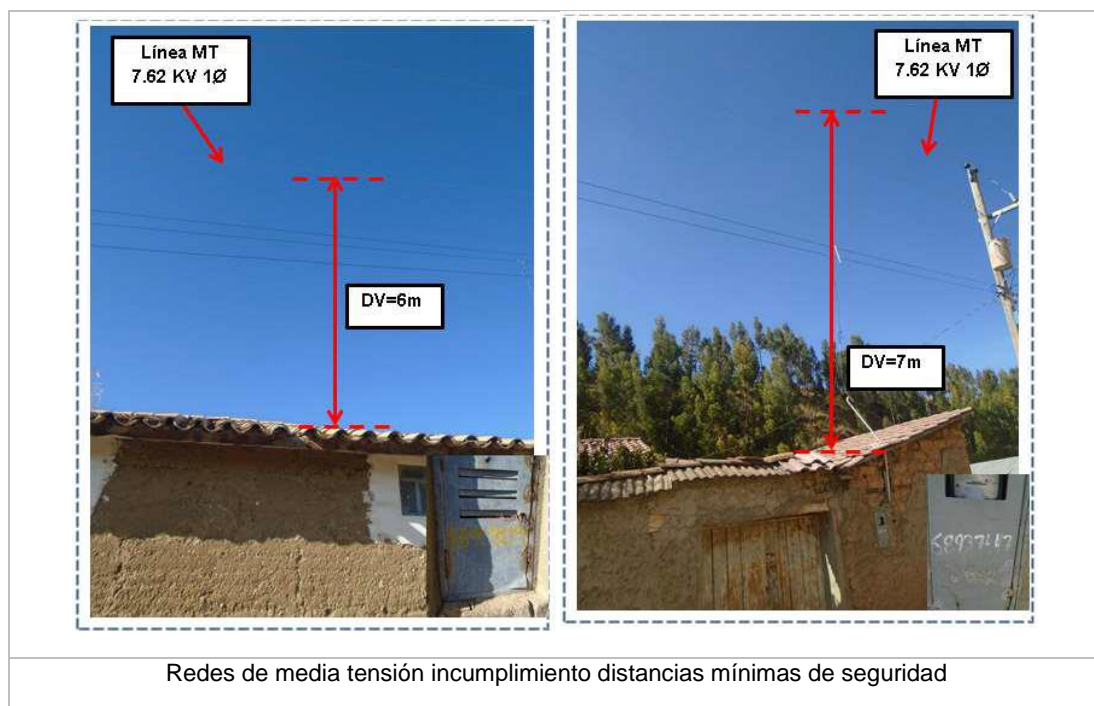 Línea MT
7.62 KV 1Ø
DV=6m
Línea MT
7.62 KV 1Ø
DV=7m
Redes de media tensión incumplimiento distancias mínimas de seguridad